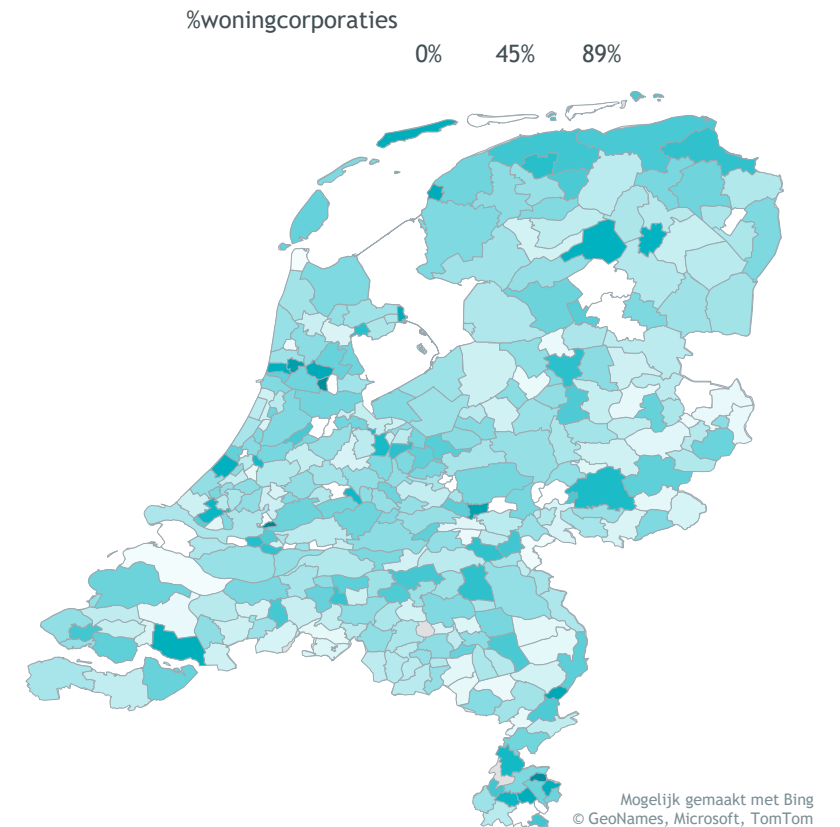 %woningcorporaties
0% 45% 89%
Mogelijk gemaakt met Bing
© GeoNames, Microsoft, TomTom